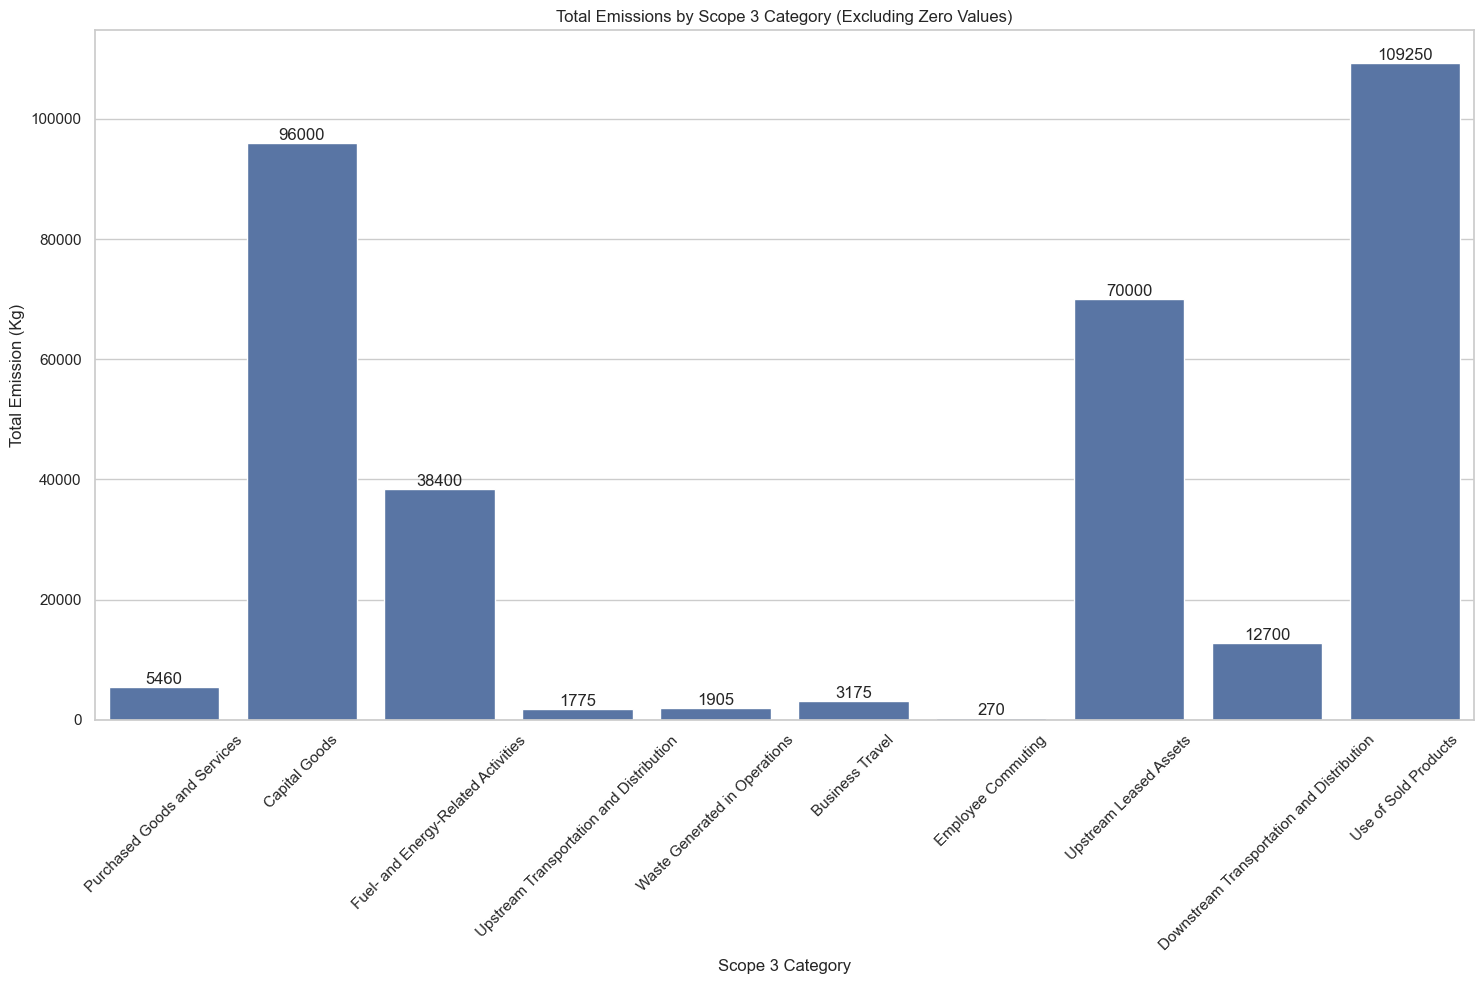 Total Emissions by Scope 3 Category (Excluding Zero Values)
Total Emission (Kg)
100000
80000
60000
40000
20000
0
5460
96000
38400
1775
1905
3175
270
70000
12700
109250
Purchased Goods and Services
Capital Goods
Fuel- and Energy-Related Activities
Upstream Transportation and Distribution
Waste Generated in Operations
Business Travel
Employee Commuting
Upstream Leased Assets
Downstream Transportation and Distribution
Use of Sold Products
Scope 3 Category